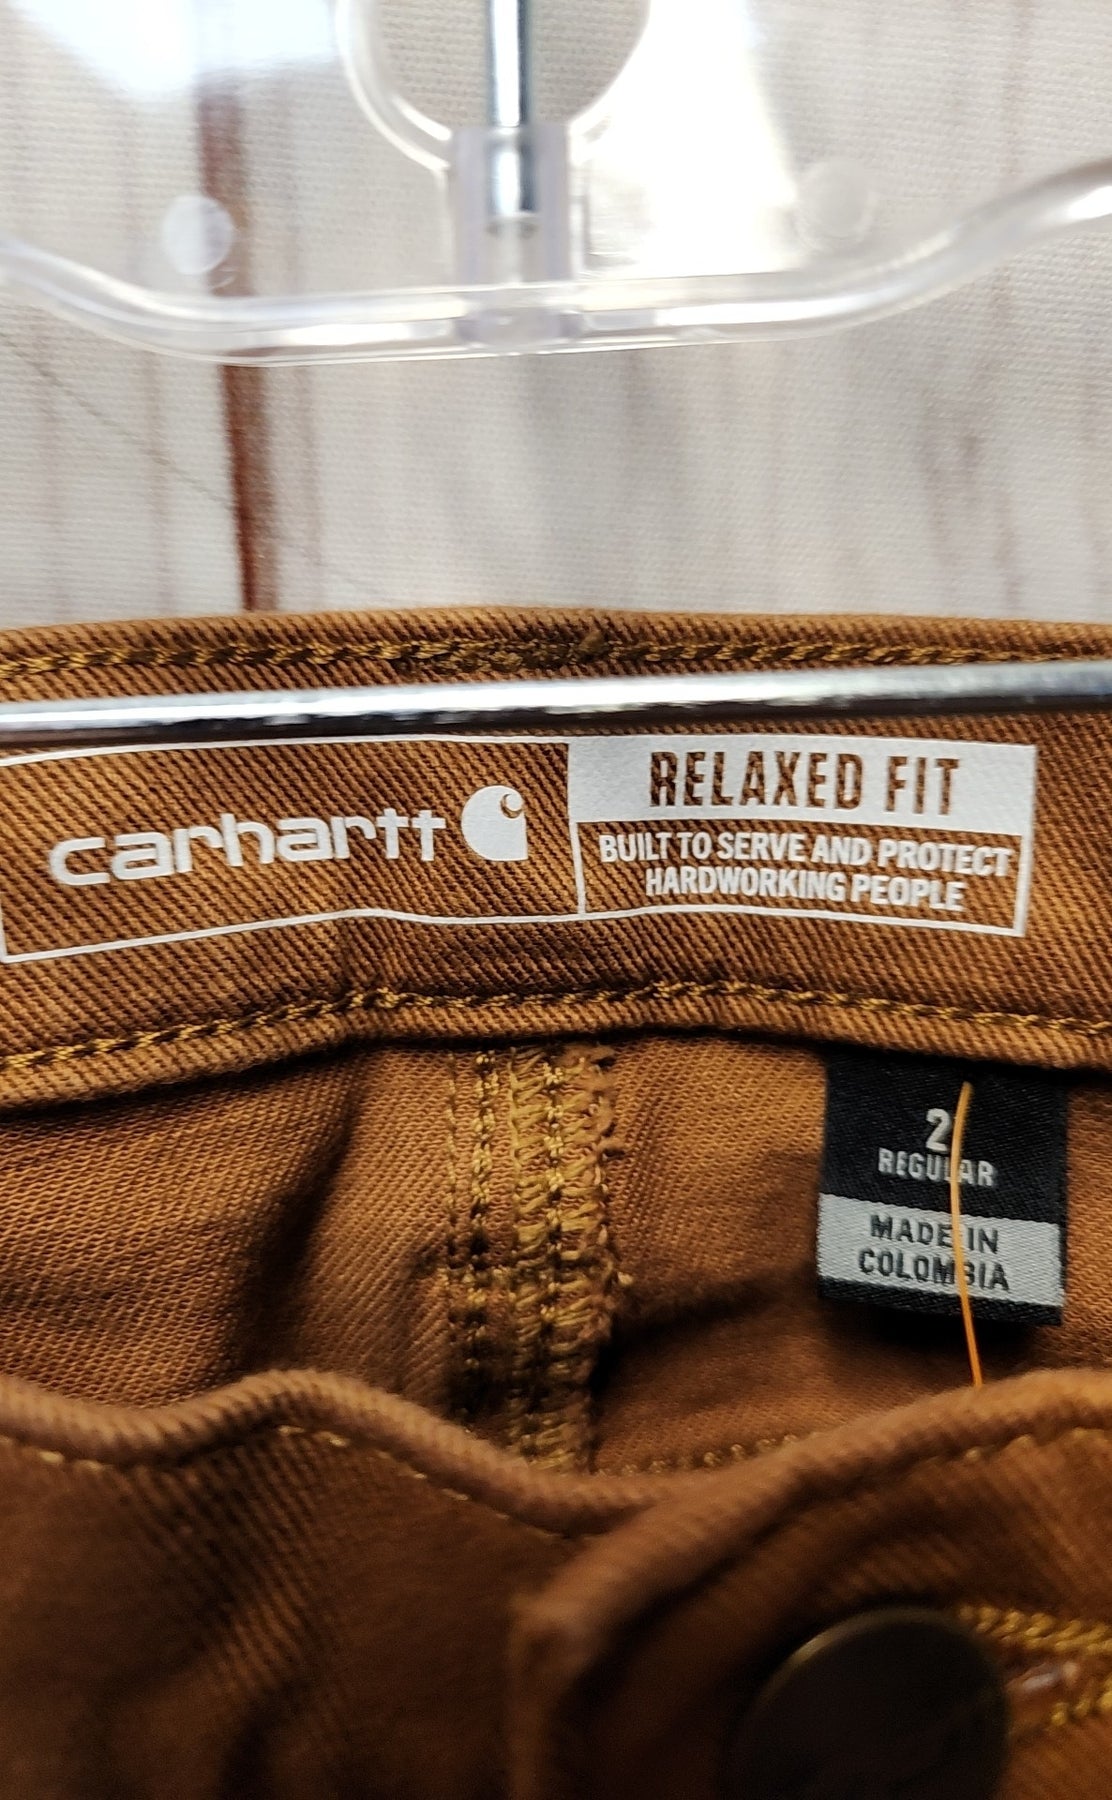 carhartt
RELAXED FIT
BUILT TO SERVE AND PROTECT
HARDWORKING PEOPLE
2
REGULAR
MADE IN
COLOMBIA